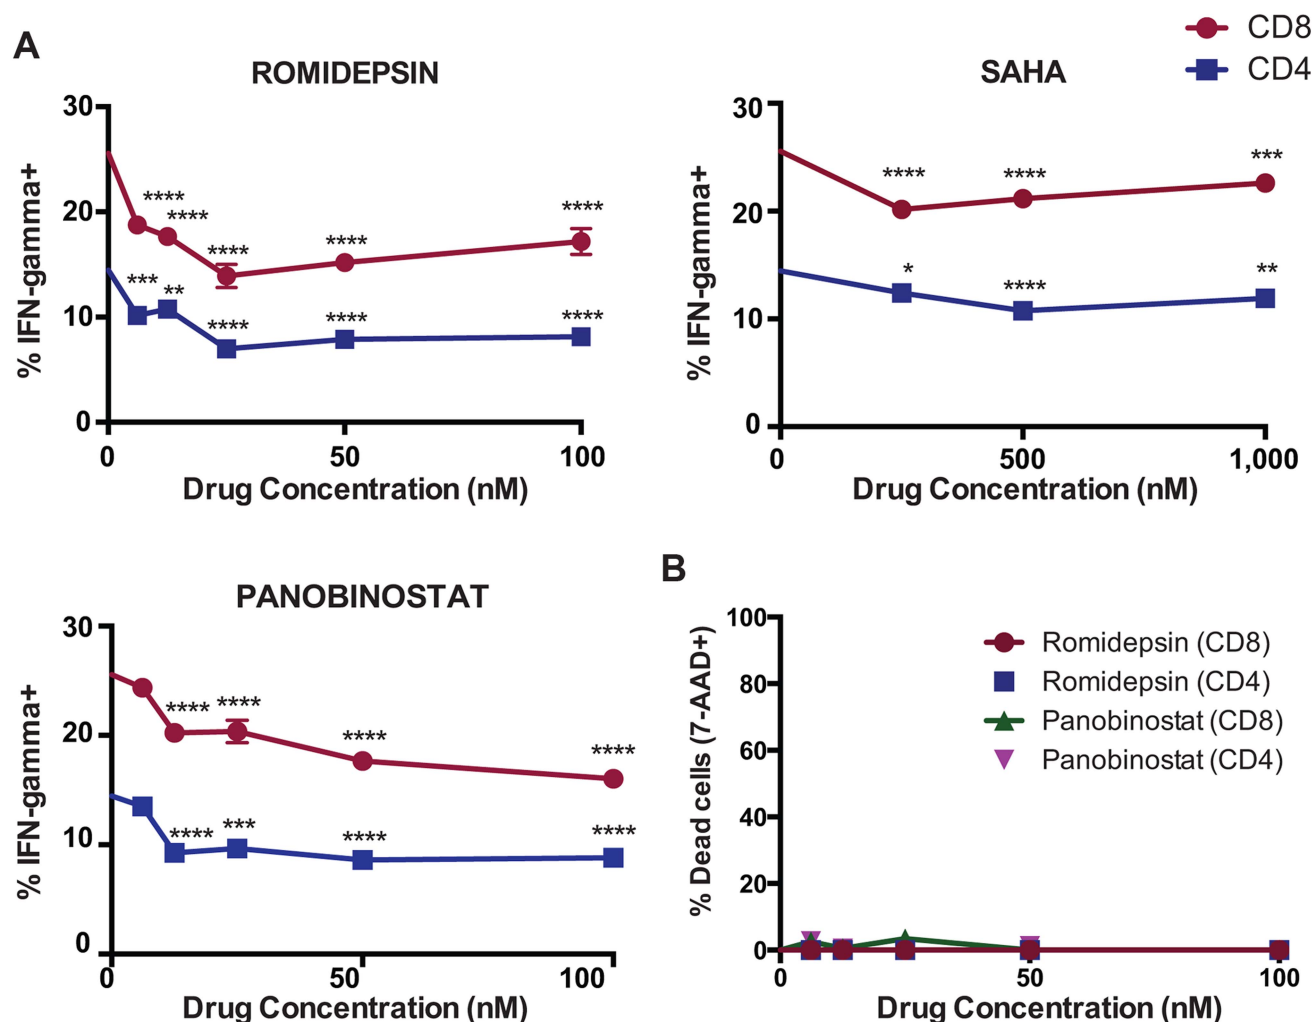 A
CD8
CD4
ROMIDEPSIN
30
20
10
0
% IFN-gamma+
****
****
****
****
****
***
**
****
****
****
0 50 100
Drug Concentration (nM)
SAHA
30
20
10
0
% IFN-gamma+
****
****
***
*
****
**
0 500 1,000
Drug Concentration (nM)
PANOBINOSTAT
30
20
10
0
% IFN-gamma+
****
****
****
****
****
***
****
****
0 50 100
Drug Concentration (nM)
B
100
80
60
40
20
0
% Dead cells (7-AAD+)
Romidepsin (CD8)
Romidepsin (CD4)
Panobinostat (CD8)
Panobinostat (CD4)
0 50 100
Drug Concentration (nM)